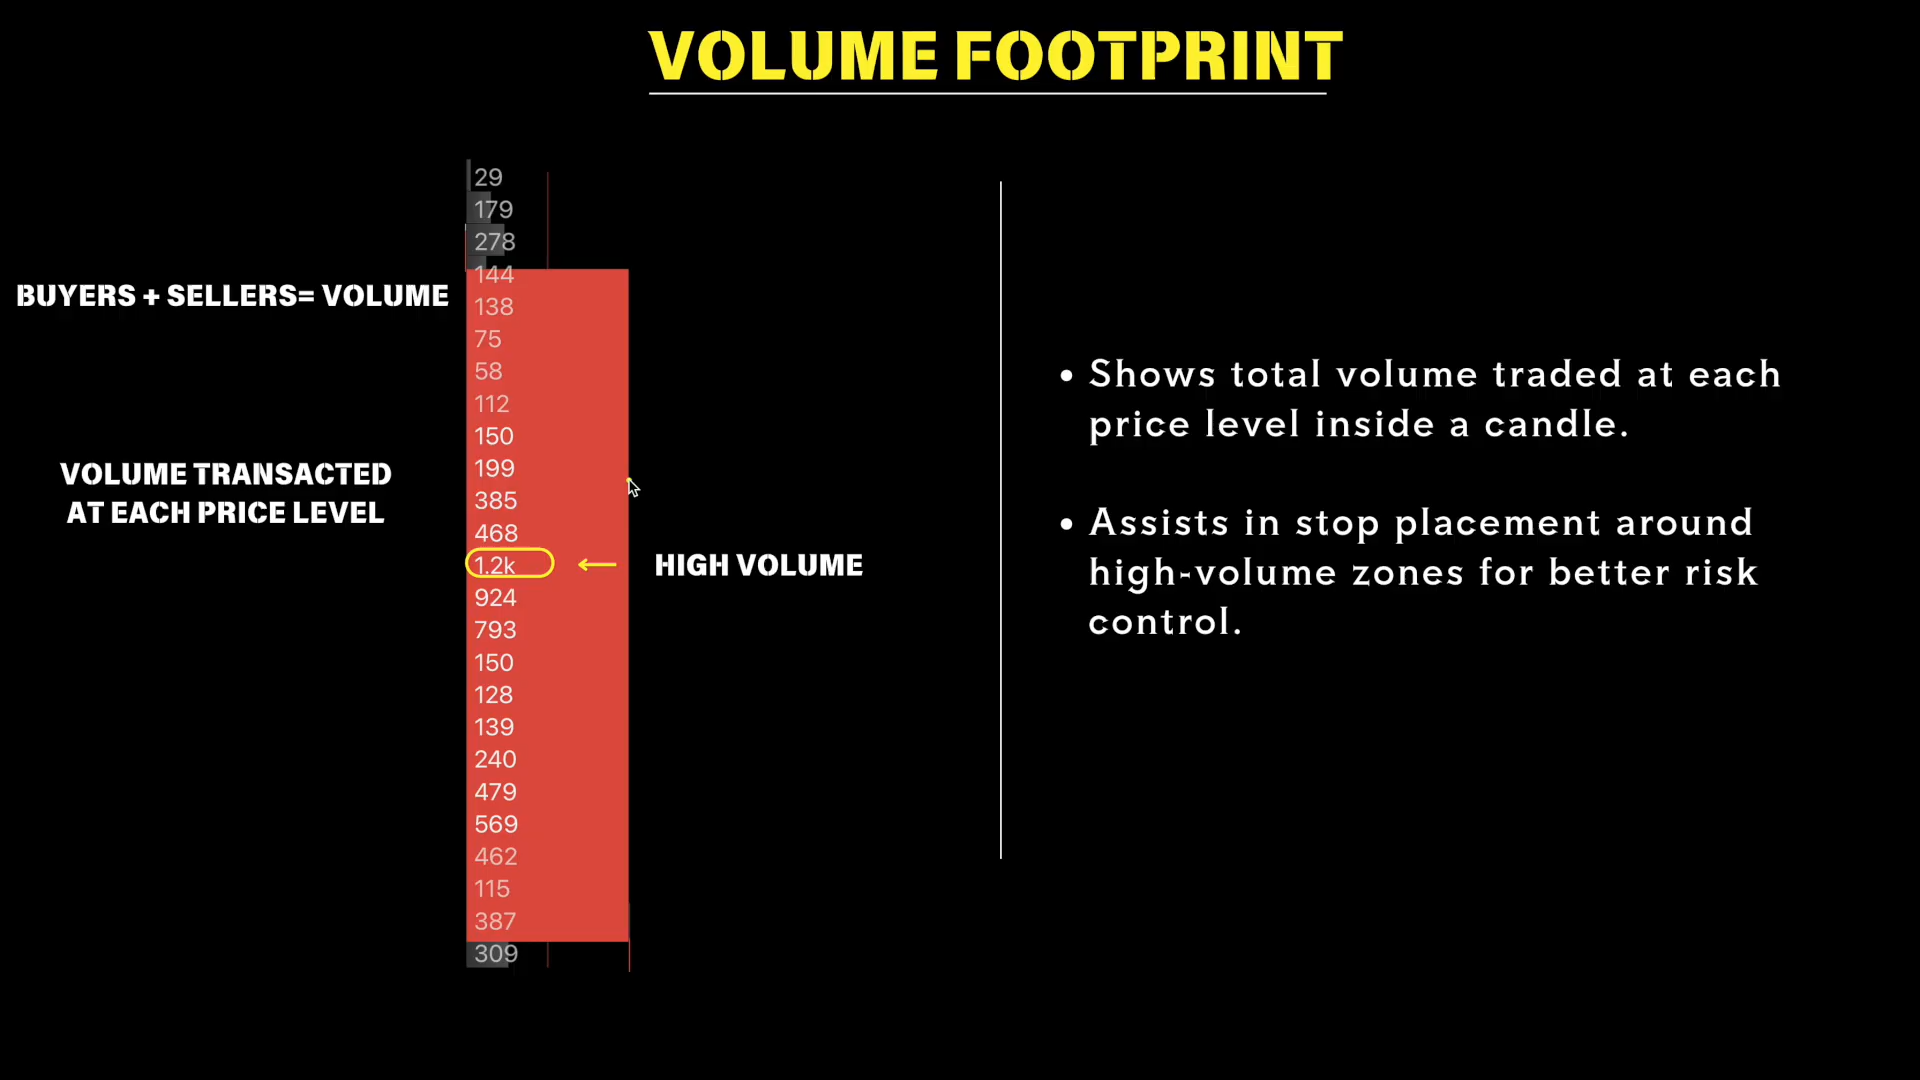 VOLUME FOOTPRINT
29
179
278
144
BUYERS + SELLERS= VOLUME
138
75
58
112
150
199
VOLUME TRANSACTED
AT EACH PRICE LEVEL
385
468
1.2k
HIGH VOLUME
924
793
150
128
139
240
479
569
462
115
387
309
• Shows total volume traded at each
price level inside a candle.
• Assists in stop placement around
high-volume zones for better risk
control.